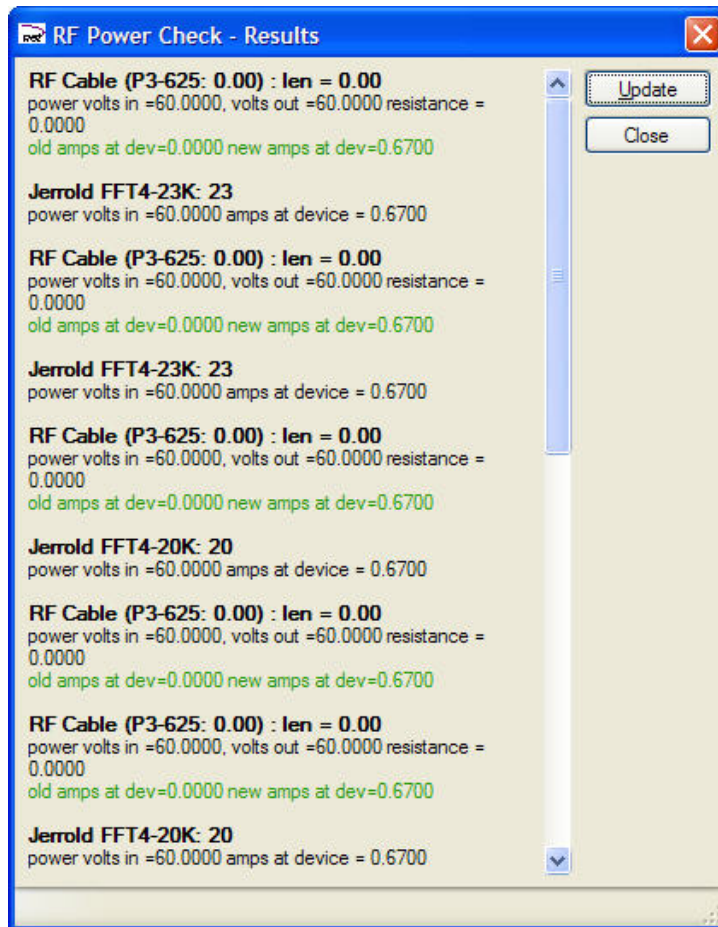 RF Power Check - Results
RF Cable (P3-625: 0.00) : len = 0.00
power volts in =60.0000, volts out =60.0000 resistance =
0.0000
old amps at dev=0.0000 new amps at dev=0.6700
Jerrold FFT4-23K: 23
power volts in =60.0000 amps at device = 0.6700
RF Cable (P3-625: 0.00) : len = 0.00
power volts in =60.0000, volts out =60.0000 resistance =
0.0000
old amps at dev=0.0000 new amps at dev=0.6700
Jerrold FFT4-23K: 23
power volts in =60.0000 amps at device = 0.6700
RF Cable (P3-625: 0.00) : len = 0.00
power volts in =60.0000, volts out =60.0000 resistance =
0.0000
old amps at dev=0.0000 new amps at dev=0.6700
Jerrold FFT4-20K: 20
power volts in =60.0000 amps at device = 0.6700
RF Cable (P3-625: 0.00) : len = 0.00
power volts in =60.0000, volts out =60.0000 resistance =
0.0000
old amps at dev=0.0000 new amps at dev=0.6700
RF Cable (P3-625: 0.00) : len = 0.00
power volts in =60.0000, volts out =60.0000 resistance =
0.0000
old amps at dev=0.0000 new amps at dev=0.6700
Jerrold FFT4-20K: 20
power volts in =60.0000 amps at device = 0.6700
Update
Close